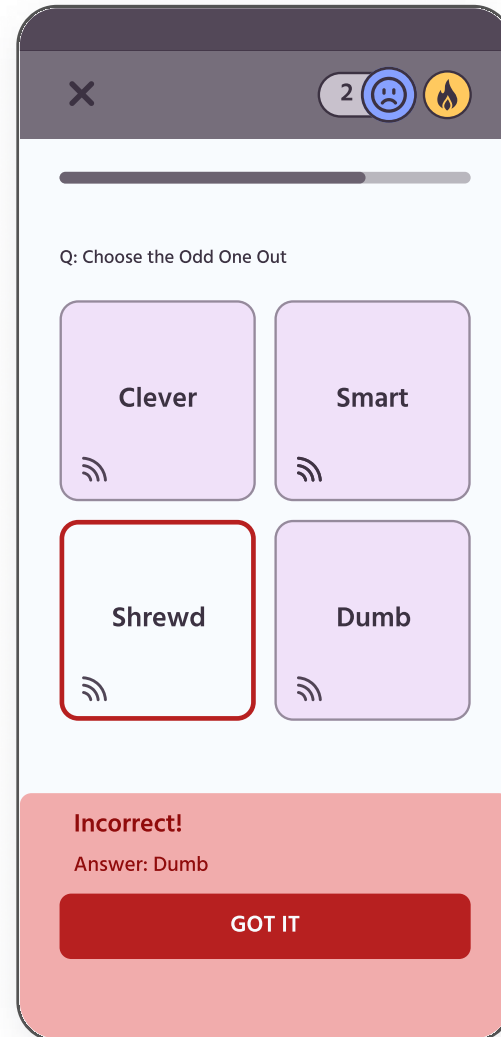 2
Q: Choose the Odd One Out
Clever
Smart
Shrewd
Dumb
Incorrect!
Answer: Dumb
GOT IT